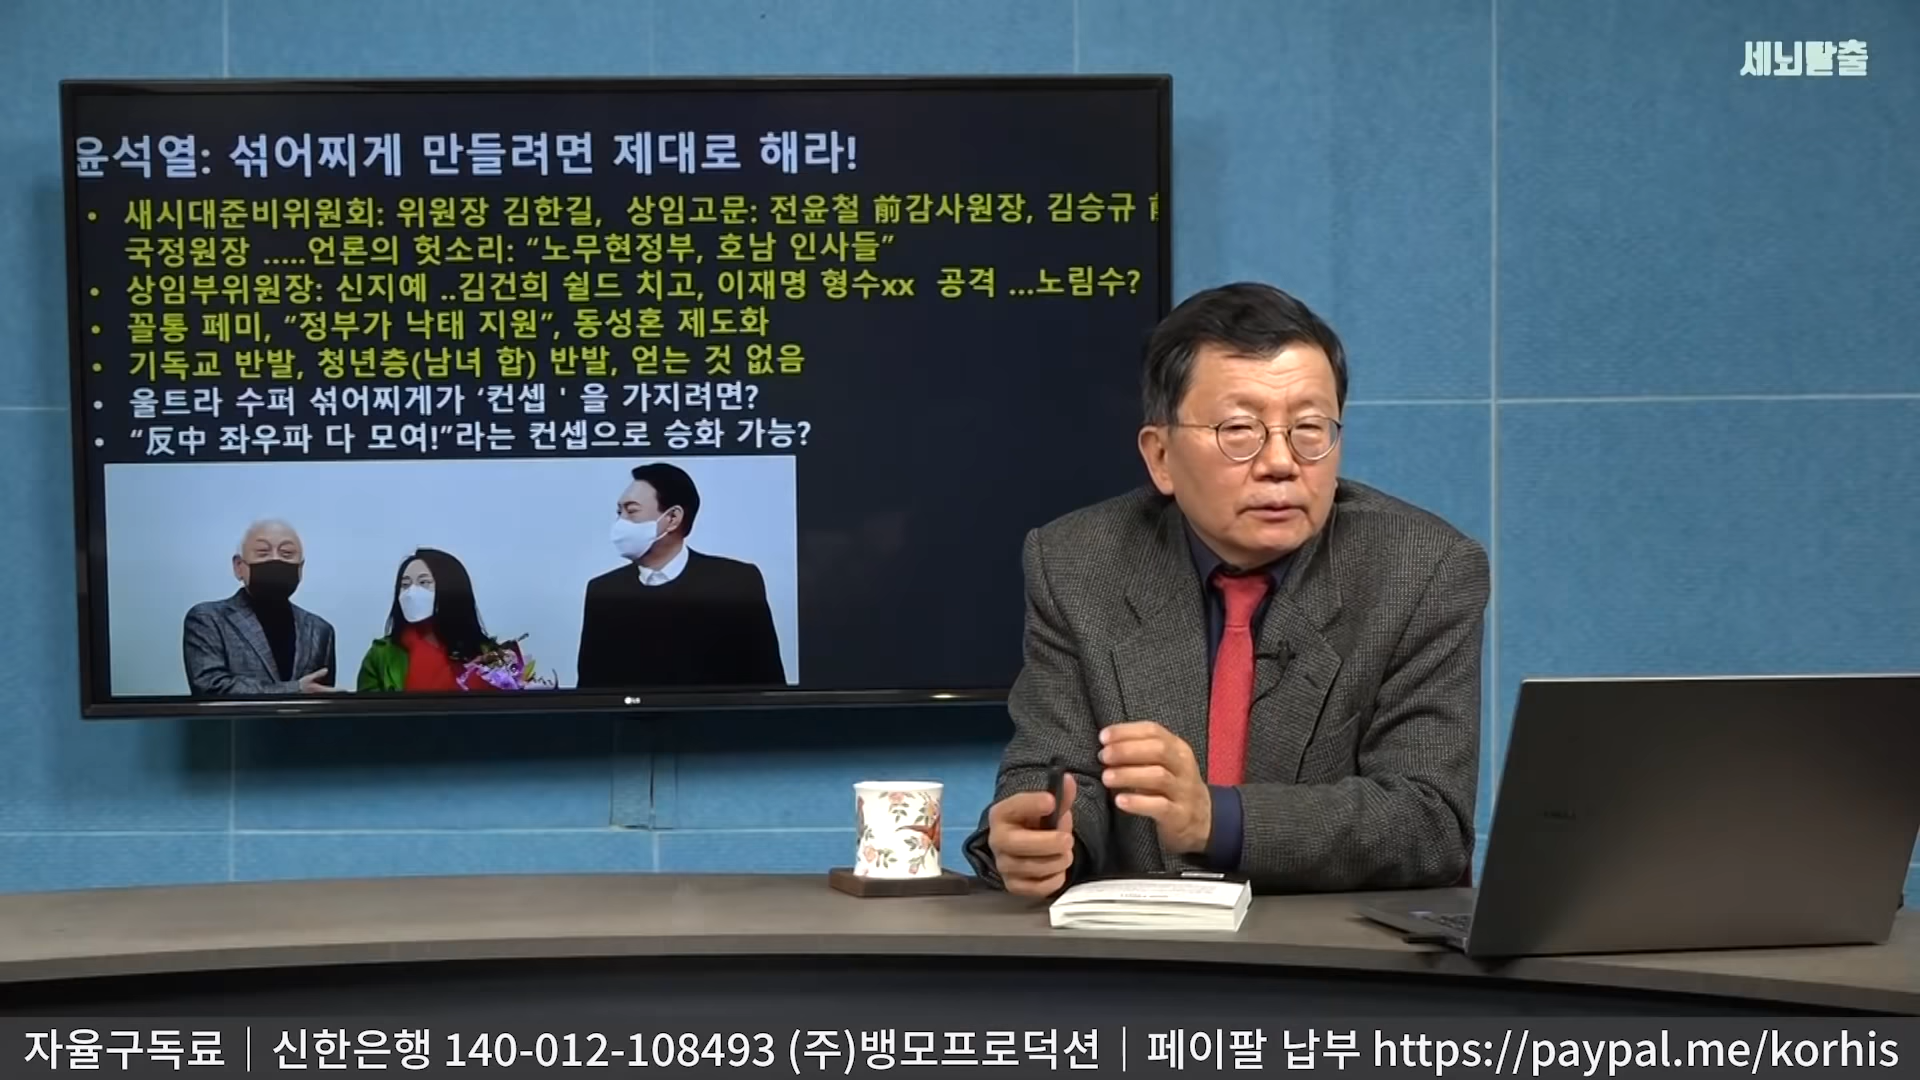 세뇌탈출
윤석열: 섞어찌게 만들려면 제대로 해라!
• 새시대준비위원회: 위원장 김한길, 상임고문: 전윤철 前감사원장, 김승규
국정원장 .....언론의 헛소리: “노무현정부, 호남 인사들”
• 상임부위원장: 신지예 ..김건희 쉴드 치고, 이재명 형수xx 공격 ...노림수?
• 꼴통 페미, “정부가 낙태 지원”, 동성혼 제도화
• 기독교 반발, 청년층(남녀 합) 반발, 얻는 것 없음
• 울트라 수퍼 섞어찌게가 ‘컨셉 ' 을 가지려면?
• “反中 좌우파 다 모여!”라는 컨셉으로 승화 가능?
자율구독료 | 신한은행 140-012-108493 (주)뱅모프로덕션 | 페이팔 납부 https://paypal.me/korhis